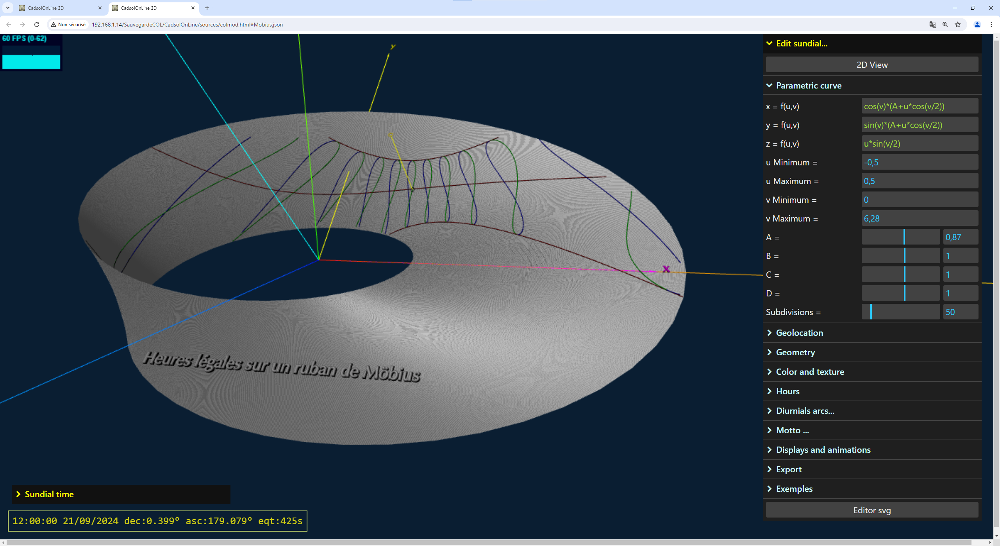 CadsolOnLine 3D
CadsolOnLine 3D
Non sécurisé
192.168.1.14/SauvegardeCOL/CadsolOnLine/sources/colmod.html#Mobius.json
60 FPS (0-62)
Y
X
Heures légales sur un ruban de Möbius
Sundial time
12:00:00 21/09/2024 dec:0.399° asc:179.079° eqt:425s
Edit sundial...
2D View
Parametric curve
x = f(u,v) cos(v)*(A+u*cos(v/2))
y = f(u,v) sin(v)*(A+u*cos(v/2))
z = f(u,v) u*sin(v/2)
u Minimum = -0,5
u Maximum = 0,5
v Minimum = 0
v Maximum = 6,28
A = 0,87
B = 1
C = 1
D = 1
Subdivisions = 50
Geolocation
Geometry
Color and texture
Hours
Diurnials arcs...
Motto ...
Displays and animations
Export
Exemples
Editor svg